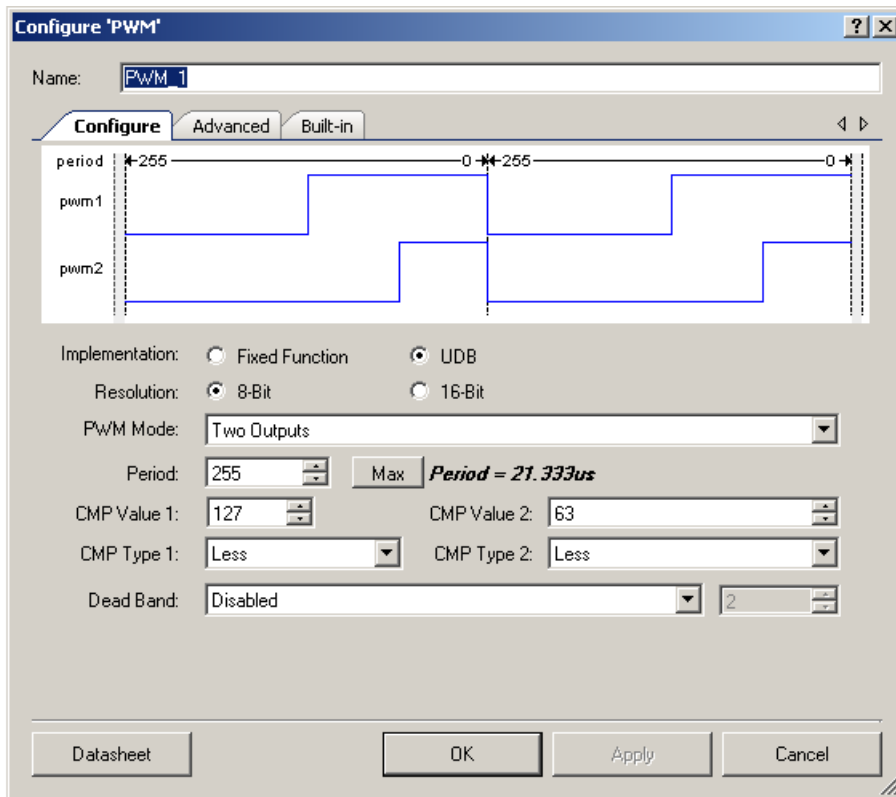 Configure 'PWM'
Name: PWM_1
Configure Advanced Built-in
period 255 0 255 0
pwm1
pwm2
Implementation: Fixed Function UDB
Resolution: 8-Bit 16-Bit
PWM Mode: Two Outputs
Period: 255 Max Period = 21.333us
CMP Value 1: 127 CMP Value 2: 63
CMP Type 1: Less CMP Type 2: Less
Dead Band: Disabled 2
Datasheet OK Apply Cancel